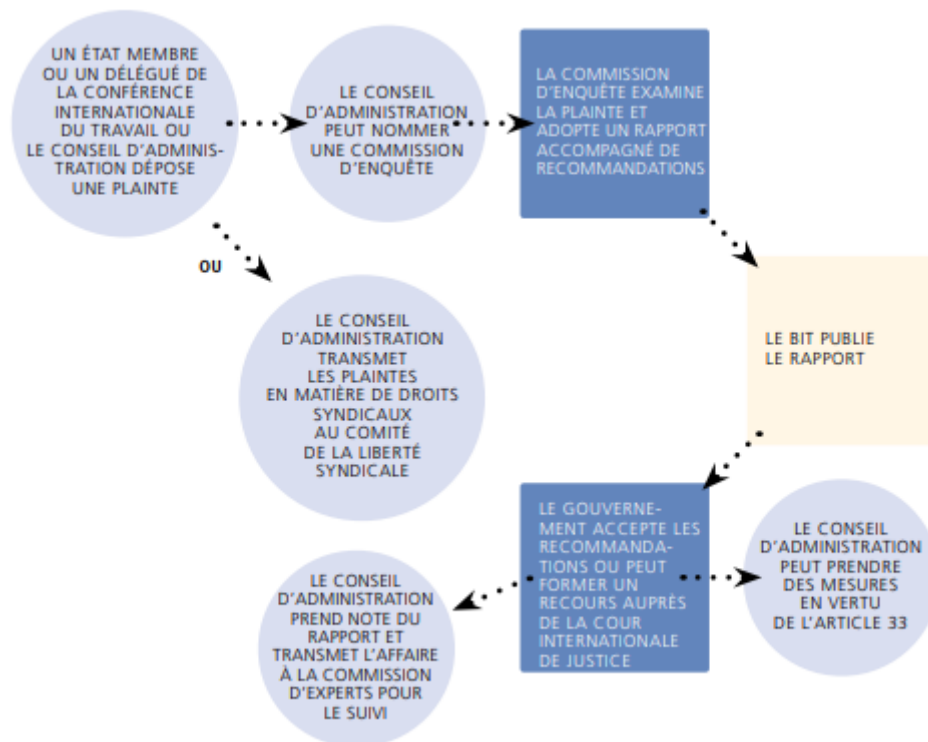 UN ÉTAT MEMBRE
OU UN DÉLÉGUÉ DE
LA CONFÉRENCE
INTERNATIONALE
DU TRAVAIL OU
LE CONSEIL D'ADMINIS-
TRATION DÉPOSE
UNE PLAINTE
LE CONSEIL
D'ADMINISTRATION
PEUT NOMMER
UNE COMMISSION
D'ENQUÊTE
LA COMMISSION
D'ENQUÊTE EXAMINE
LA PLAINTE ET
ADOPTE UN RAPPORT
ACCOMPAGNÉ DE
RECOMMANDATIONS
OU
LE CONSEIL
D'ADMINISTRATION
TRANSMET
LES PLAINTES
EN MATIÈRE DE DROITS
SYNDICAUX
AU COMITÉ
DE LA LIBERTÉ
SYNDICALE
LE BIT PUBLIE
LE RAPPORT
LE GOUVERNE-
MENT ACCEPTE LES
RECOMMANDA-
TIONS OU PEUT
FORMER UN
RECOURS AUPRÈS
DE LA COUR
INTERNATIONALE
DE JUSTICE
LE CONSEIL
D'ADMINISTRATION
PEUT PRENDRE
DES MESURES
EN VERTU
DE L'ARTICLE 33
LE CONSEIL
D'ADMINISTRATION
PREND NOTE DU
RAPPORT ET
TRANSMET L'AFFAIRE
À LA COMMISSION
D'EXPERTS POUR
LE SUIVI